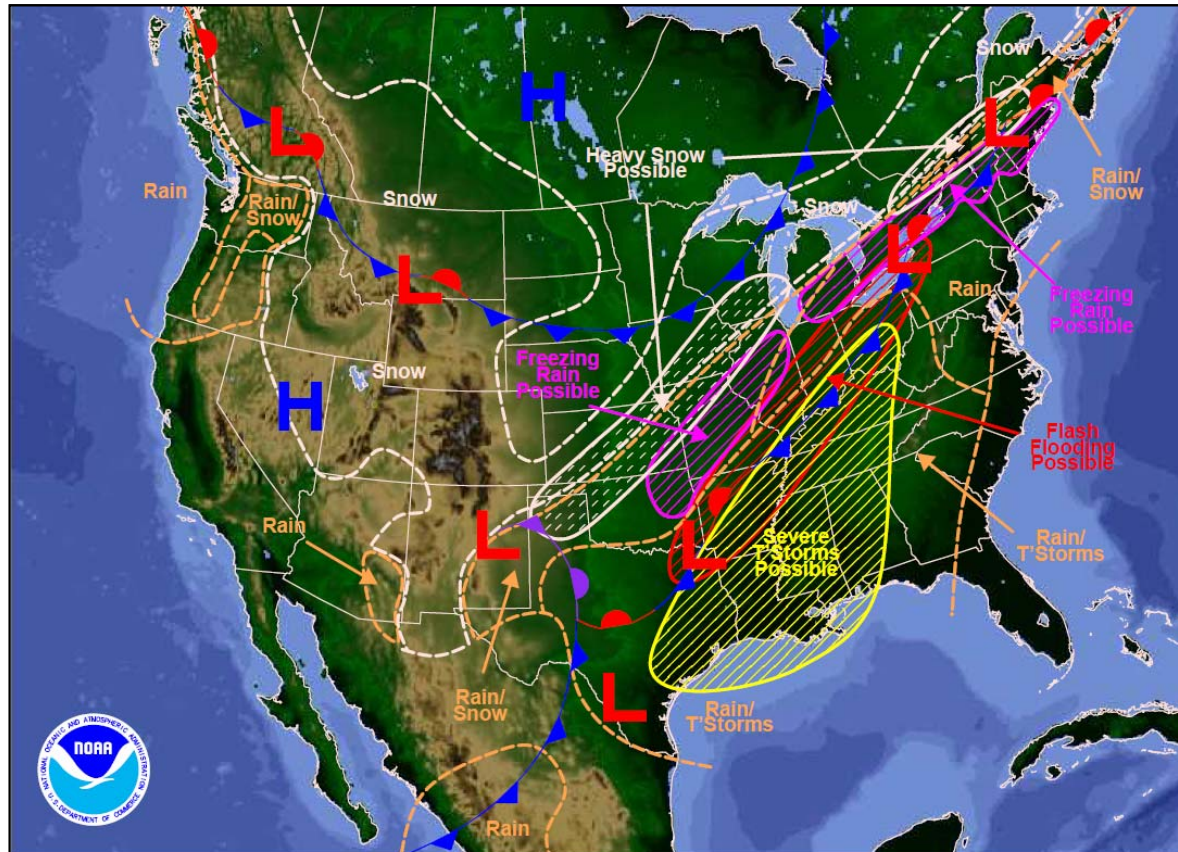 H
L
Snow
L
Heavy Snow
Possible
Rain
Rain/
Snow
Snow
Snow
Rain/
Snow
L
L
Rain
Freezing
Rain
Possible
Snow
H
Freezing
Rain
Possible
Flash
Flooding
Possible
Rain
L
L
Severe
T'Storms
Possible
Rain/
T'Storms
Rain/
Snow
L
Rain/
T'Storms
Rain
NATIONAL OCEANIC AND ATMOSPHERIC ADMINISTRATION
NOAA
U.S. DEPARTMENT OF COMMERCE